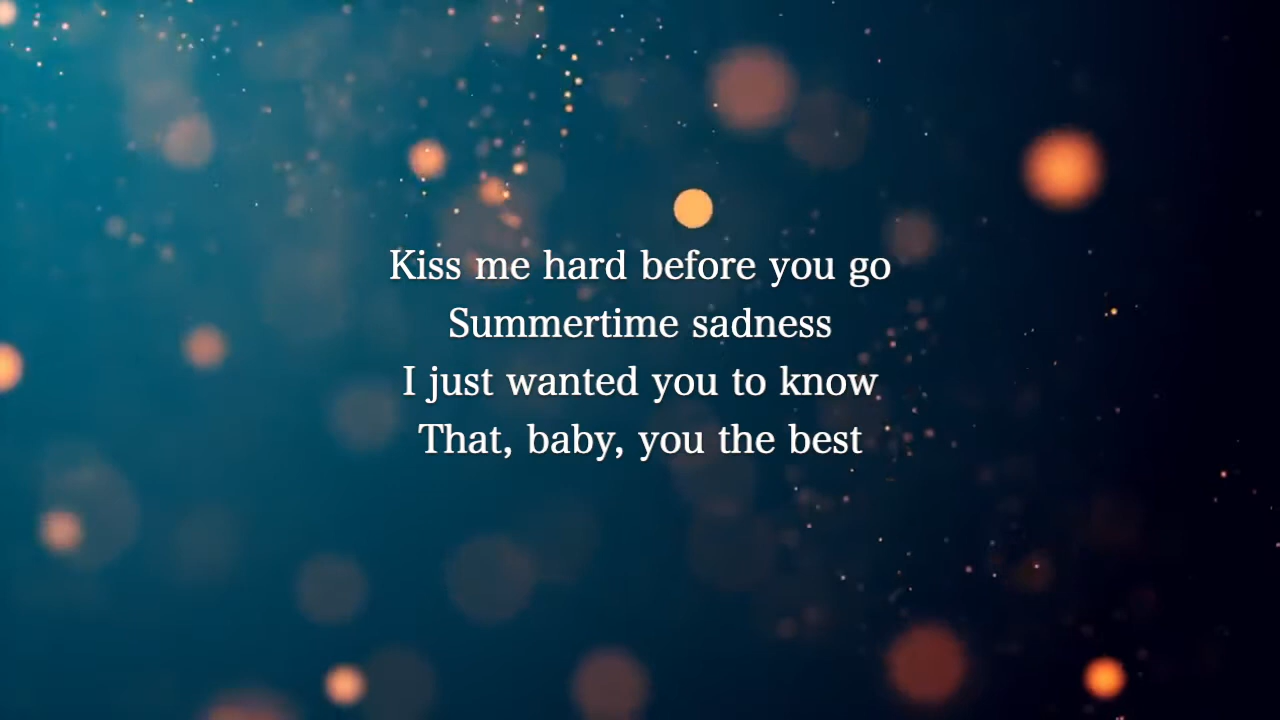 Kiss me hard before you go
Summertime sadness
I just wanted you to know
That, baby, you the best